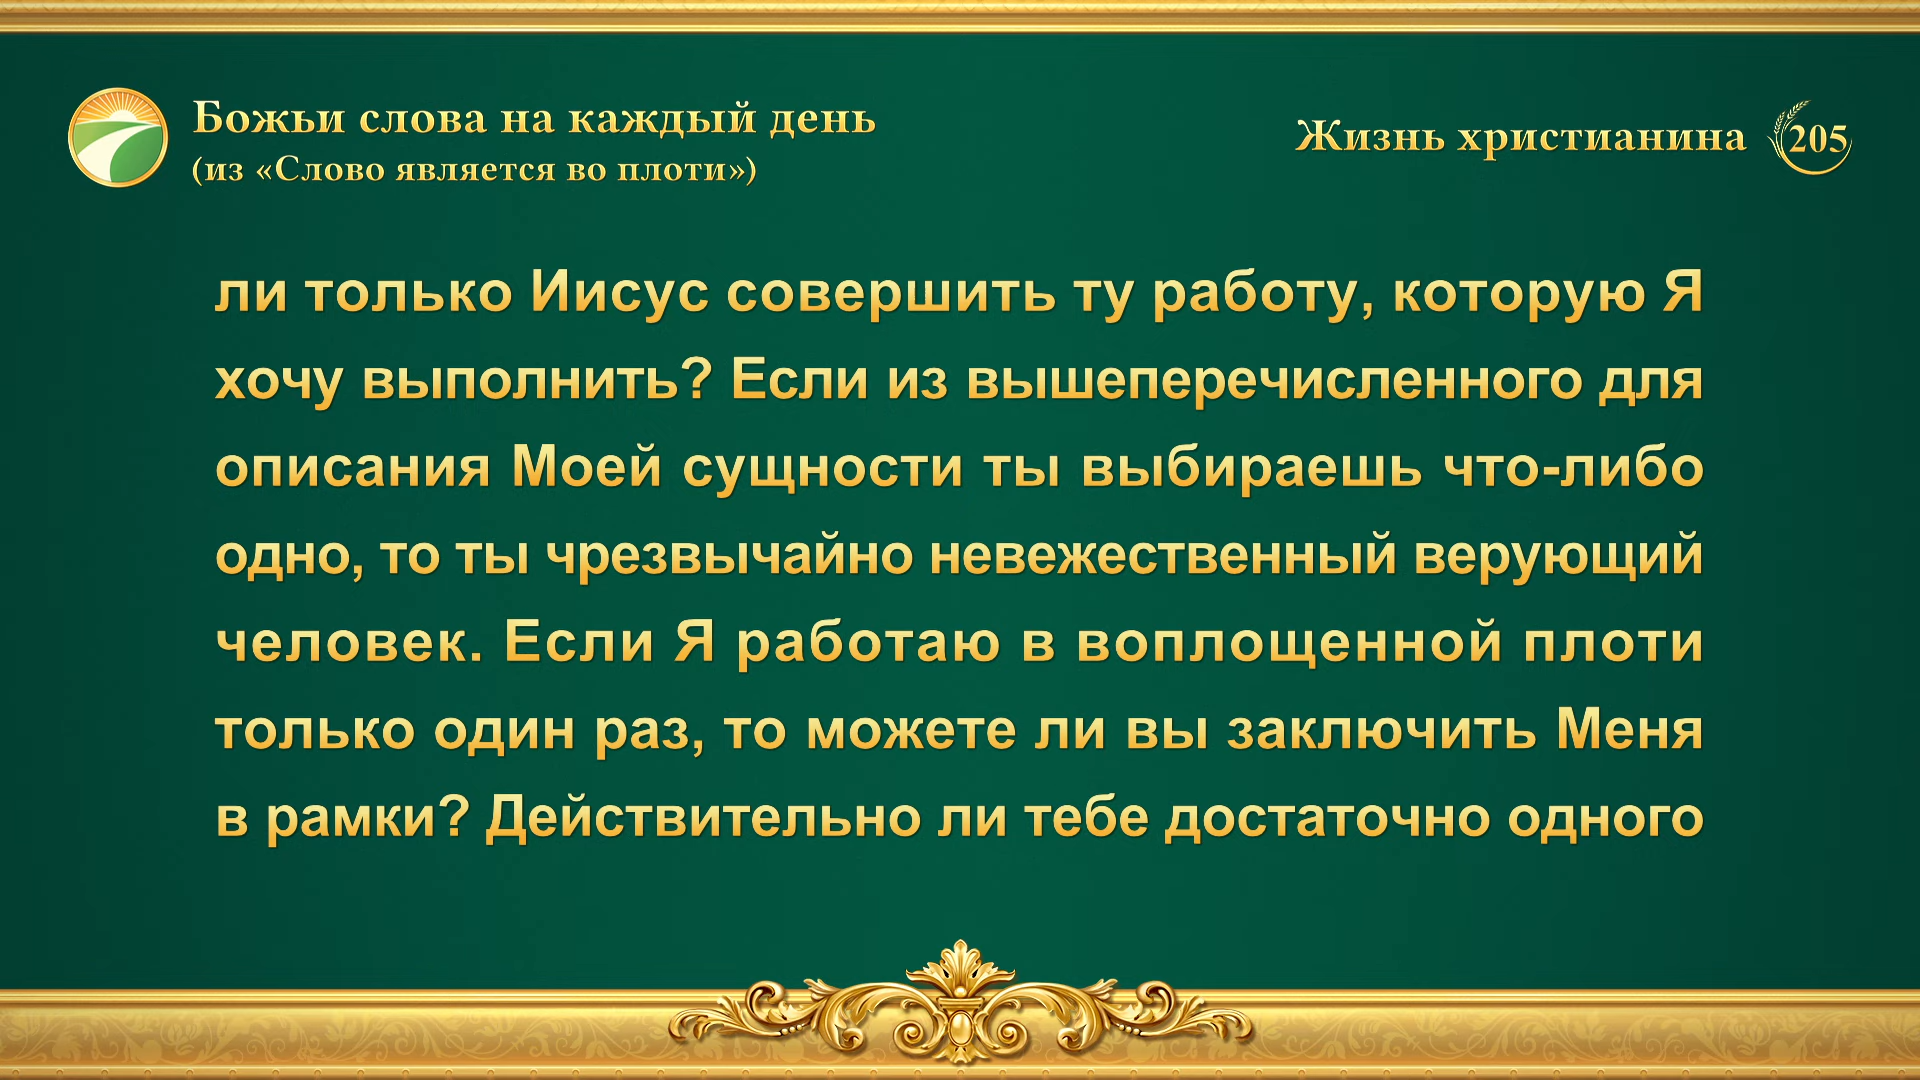 Божьи слова на каждый день
(из «Слово является во плоти»)
Жизнь христианина 205
ли только Иисус совершить ту работу, которую Я
хочу выполнить? Если из вышеперечисленного для
описания Моей сущности ты выбираешь что-либо
одно, то ты чрезвычайно невежественный верующий
человек. Если Я работаю в воплощенной плоти
только один раз, то можете ли вы заключить Меня
в рамки? Действительно ли тебе достаточно одного